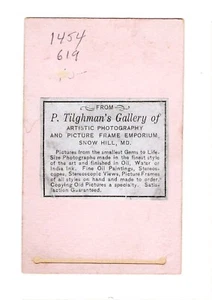 1454
619
FROM
P. Tilghman's Gallery of
ARTISTIC PHOTOGRAPHY
AND PICTURE FRAME EMPORIUM,
SNOW HILL, MD.
Pictures from the smallest Gems to Life-
Size Photographs made in the finest style
of the art and finished in Oil, Water or
India Ink. Fine Oil Paintings, Stereos-
copes, Stereoscopic Views, Picture Frames
of all styles on hand and made to order.
Copying Old Pictures a specialty. Satis-
faction Guaranteed.